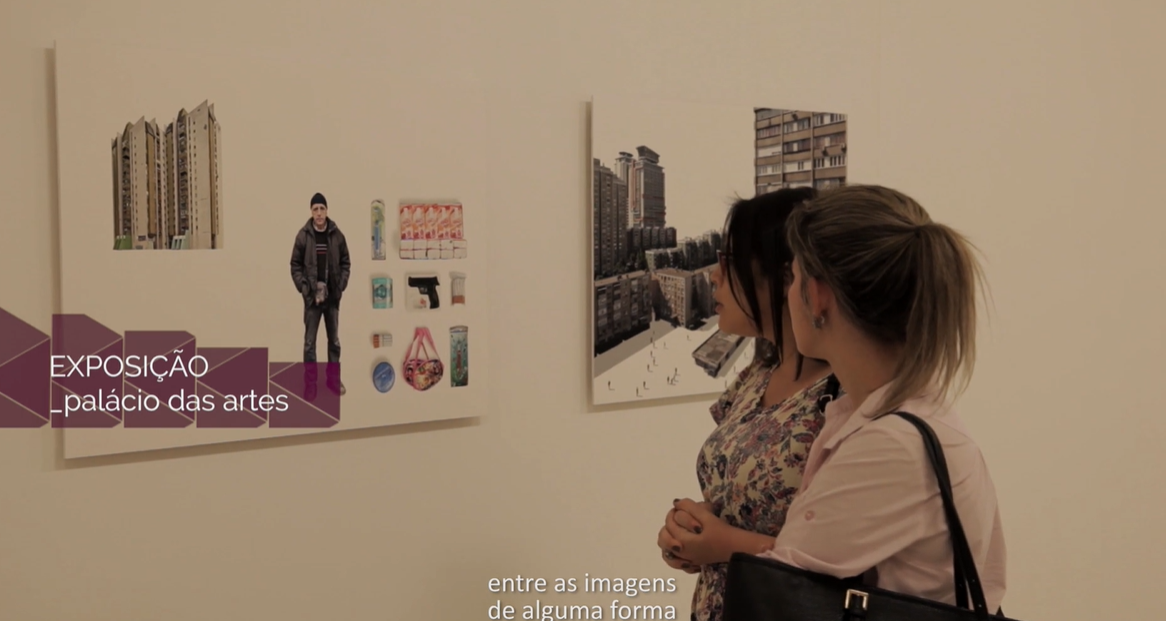 EXPOSIÇÃO
_palácio das artes
entre as imagens
de alguma forma